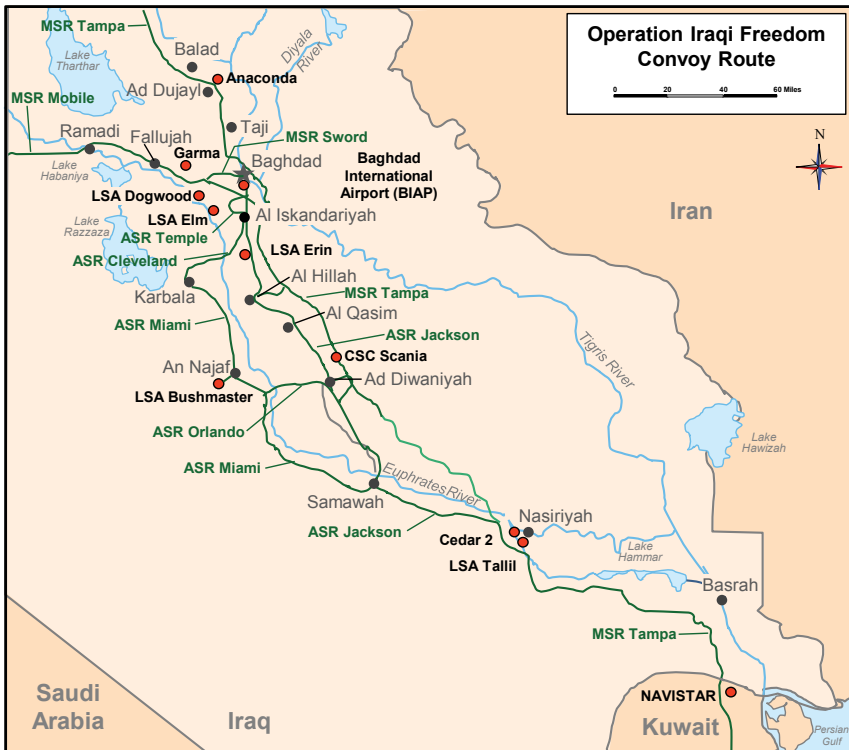 Operation Iraqi Freedom
Convoy Route
0 20 40 60 Miles
N
MSR Tampa
Balad
Lake
Tharthar
Diyala
River
Anaconda
Ad Dujayl
MSR Mobile
Taji
Ramadi
Fallujah
MSR Sword
Garma
Baghdad
Baghdad
International
Airport (BIAP)
Lake
Habaniya
LSA Dogwood
LSA Elm
Al Iskandariyah
Iran
Lake
Razzaza
ASR Temple
LSA Erin
ASR Cleveland
Al Hillah
Karbala
MSR Tampa
Al Qasim
ASR Miami
ASR Jackson
Tigris River
CSC Scania
An Najaf
Ad Diwaniyah
LSA Bushmaster
ASR Orlando
Lake
Hawizah
ASR Miami
Euphrates River
Samawah
ASR Jackson
Nasiriyah
Cedar 2
Lake
Hammar
LSA Tallil
Basrah
MSR Tampa
Saudi
Arabia
Iraq
NAVISTAR
Kuwait
Persian
Gulf